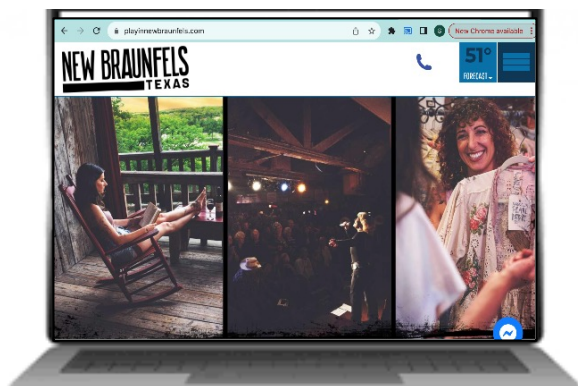 playinnewbraunfels.com
New Chrome available
NEW BRAUNFELS
TEXAS
51°
FORECAST